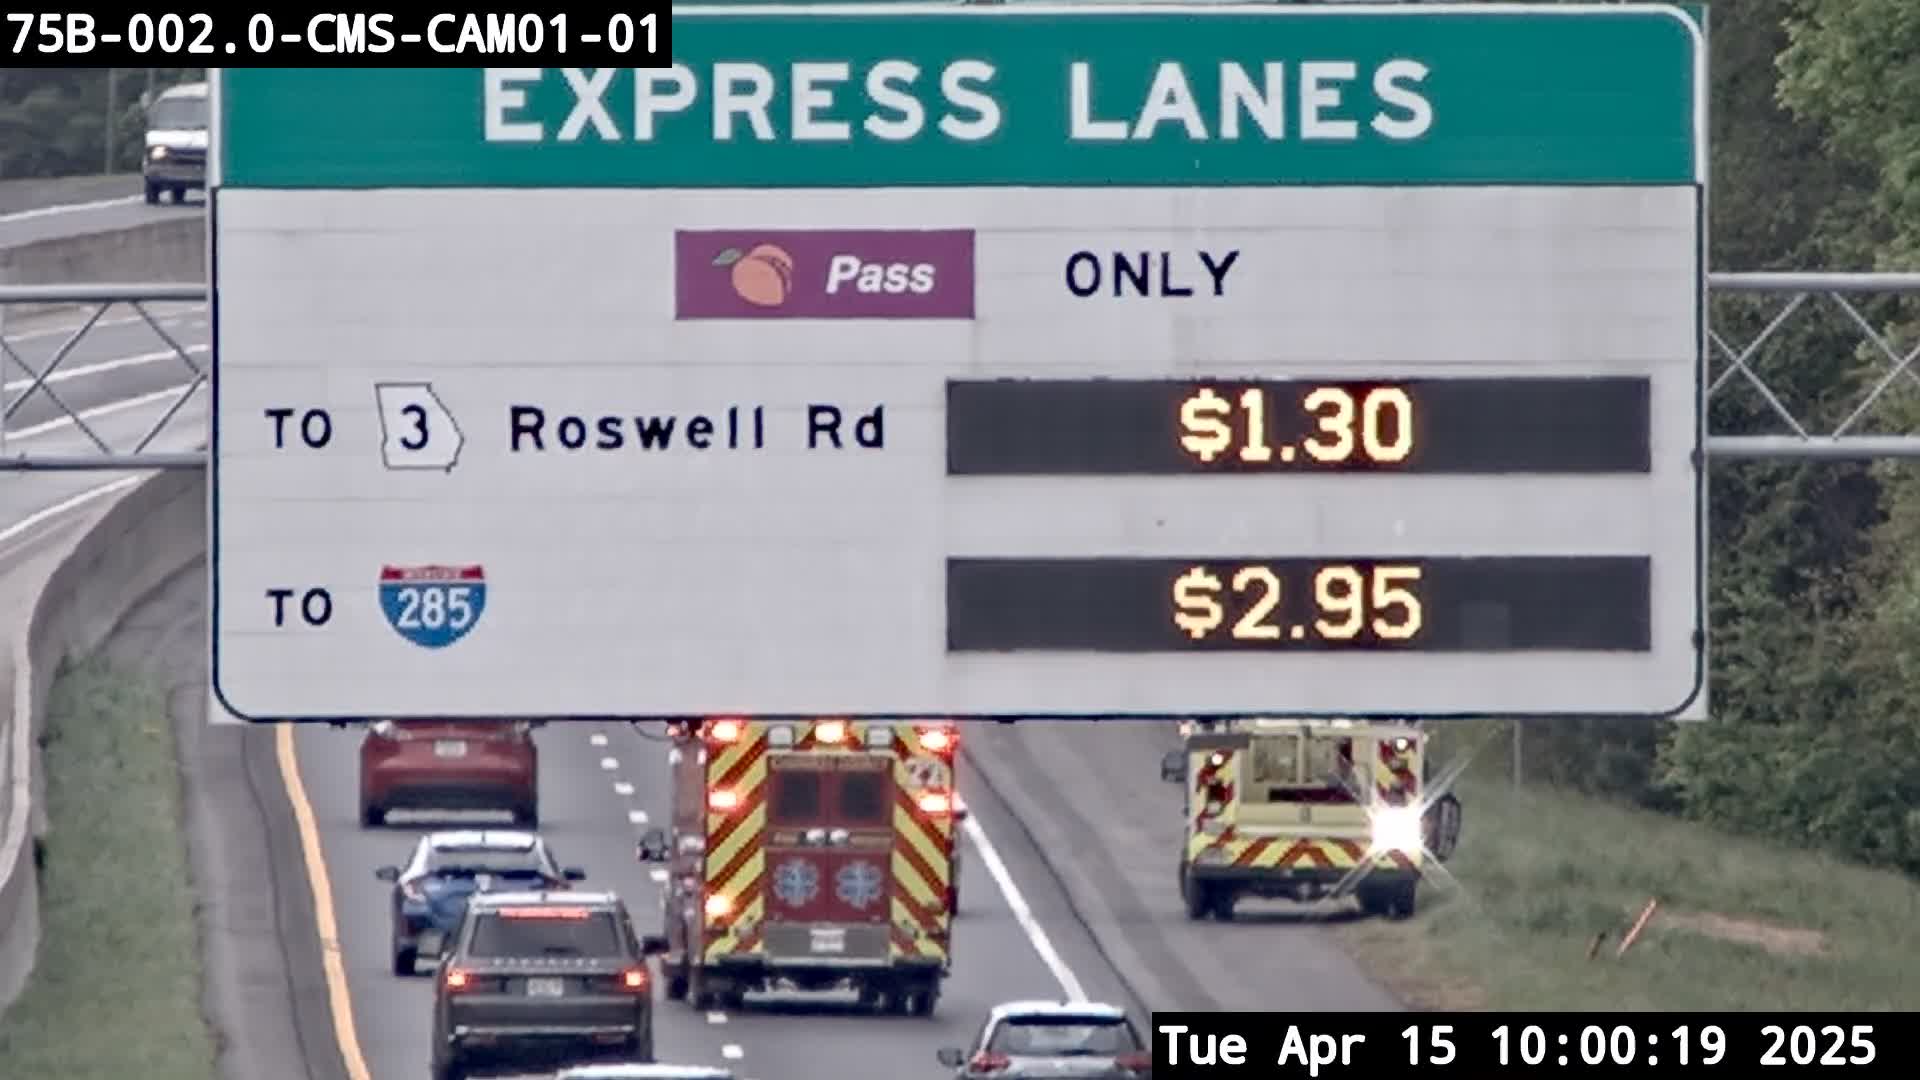 75B-002.0-CMS-CAM01-01
EXPRESS LANES
Pass ONLY
TO 3 Roswell Rd $1.30
TO 285 $2.95
Tue Apr 15 10:00:19 2025